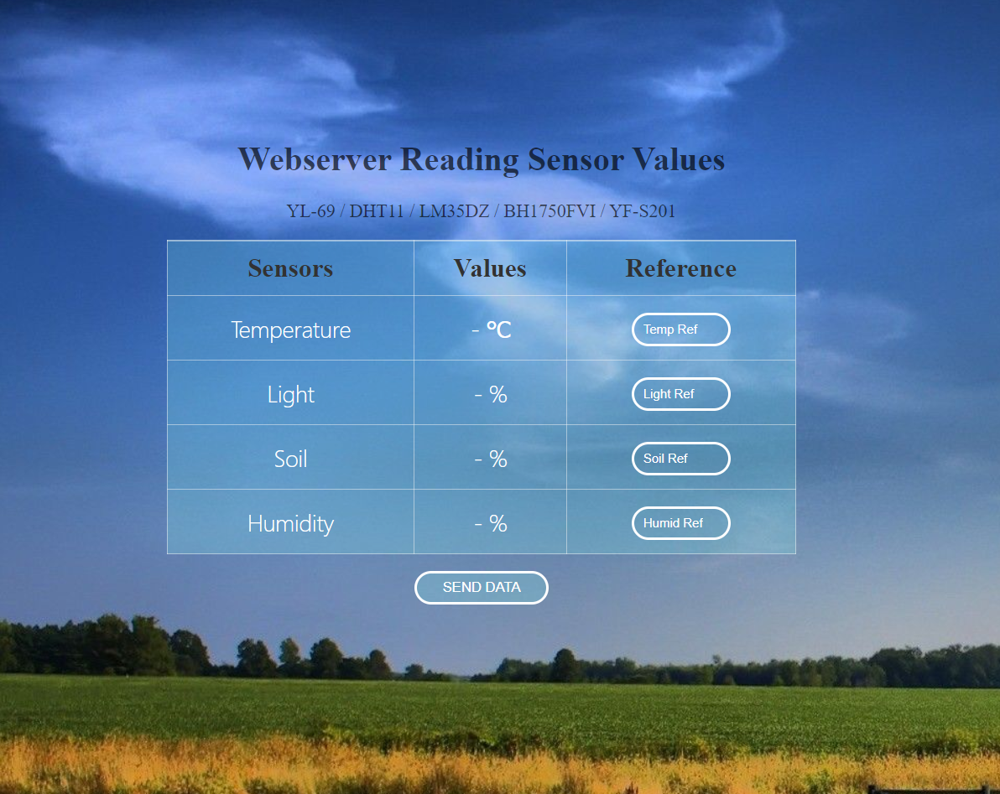 Webserver Reading Sensor Values
YL-69 / DHT11 / LM35DZ / BH1750FVI / YF-S201
Sensors Values Reference
Temperature - ℃ Temp Ref
Light - % Light Ref
Soil - % Soil Ref
Humidity - % Humid Ref
SEND DATA